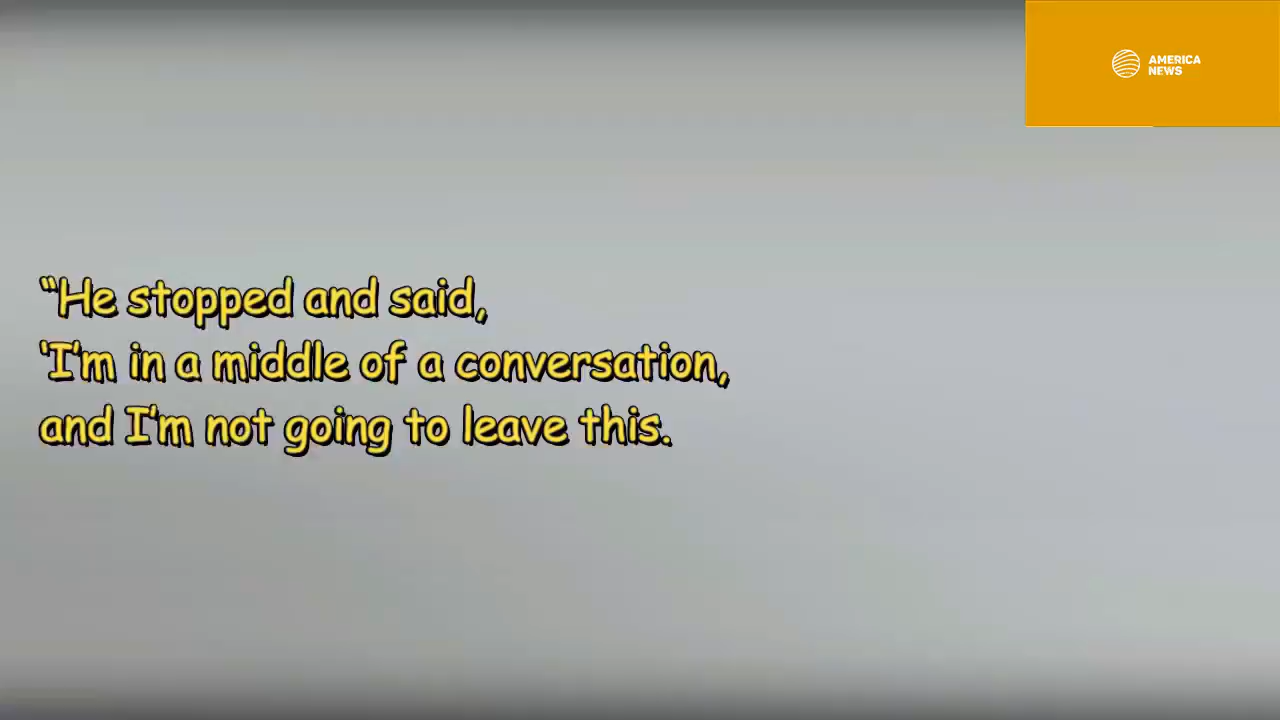 AMERICA
NEWS
“He stopped and said,
‘I’m in a middle of a conversation,
and I’m not going to leave this.